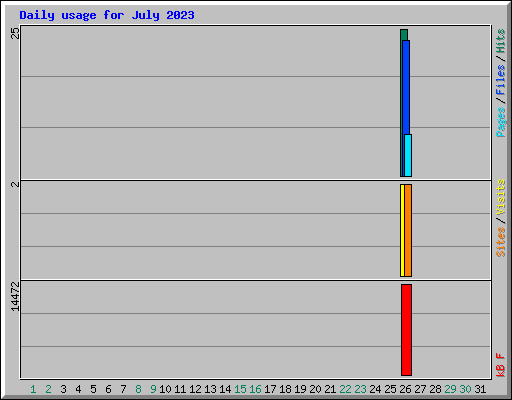 Daily usage for July 2023
25
2
14472
Pages/Files/Hits
Sites/Visits
kB F
1 2 3 4 5 6 7 8 9 10 11 12 13 14 15 16 17 18 19 20 21 22 23 24 25 26 27 28 29 30 31